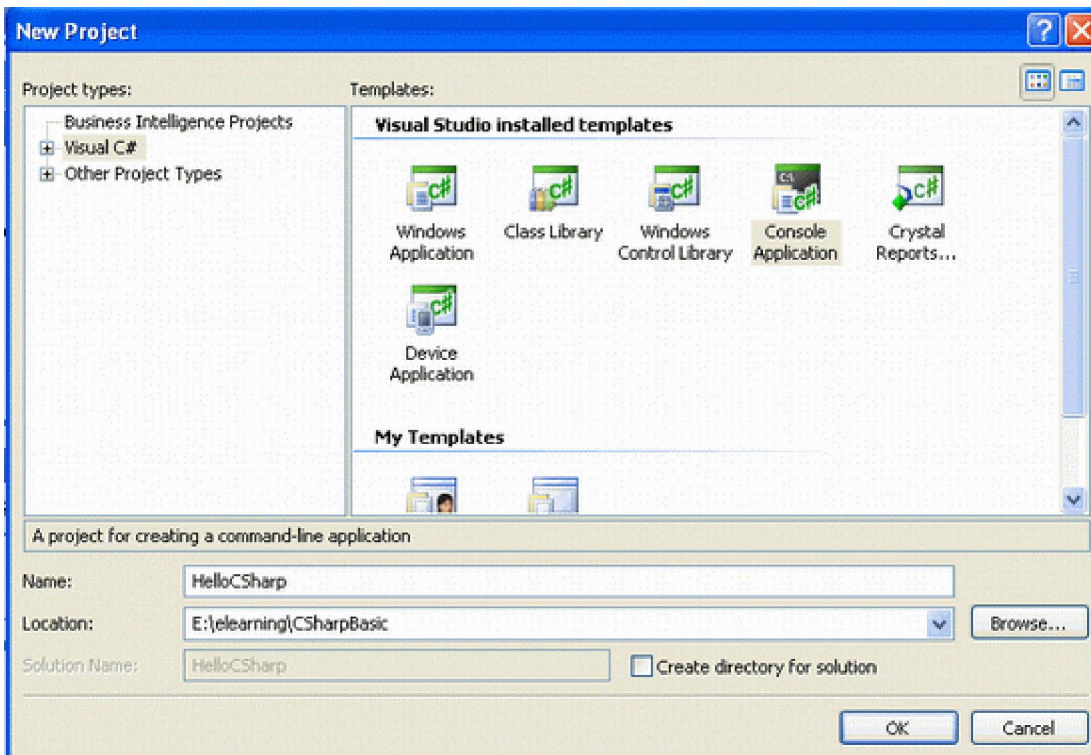 New Project
Project types:
Templates:
Business Intelligence Projects
Visual C#
Other Project Types
Visual Studio installed templates
Windows Application
Class Library
Windows Control Library
Console Application
Crystal Reports...
Device Application
My Templates
A project for creating a command-line application
Name:
HelloCSharp
Location:
E:\elearning\CSharpBasic
Browse...
Solution Name:
HelloCSharp
Create directory for solution
OK
Cancel